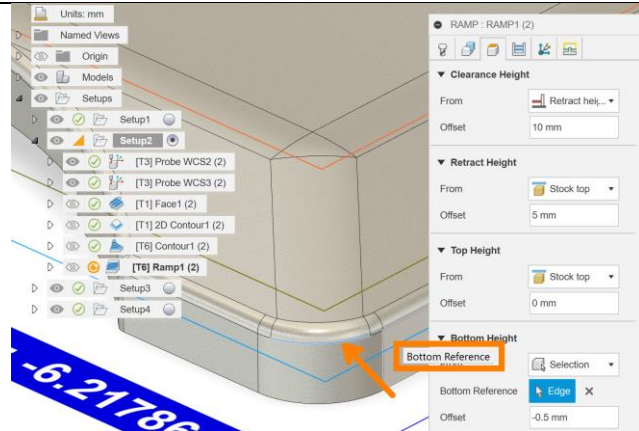 Units: mm
Named Views
Origin
Models
Setups
Setup1
Setup2
[T3] Probe WCS2 (2)
[T3] Probe WCS3 (2)
[T1] Face1 (2)
[T1] 2D Contour1 (2)
[T6] Contour1 (2)
[T6] Ramp1 (2)
Setup3
Setup4
-6.21786
RAMP : RAMP1 (2)
Clearance Height
From Retract heig...
Offset 10 mm
Retract Height
From Stock top
Offset 5 mm
Top Height
From Stock top
Offset 0 mm
Bottom Height
Bottom Reference
Selection
Bottom Reference Edge
Offset -0.5 mm